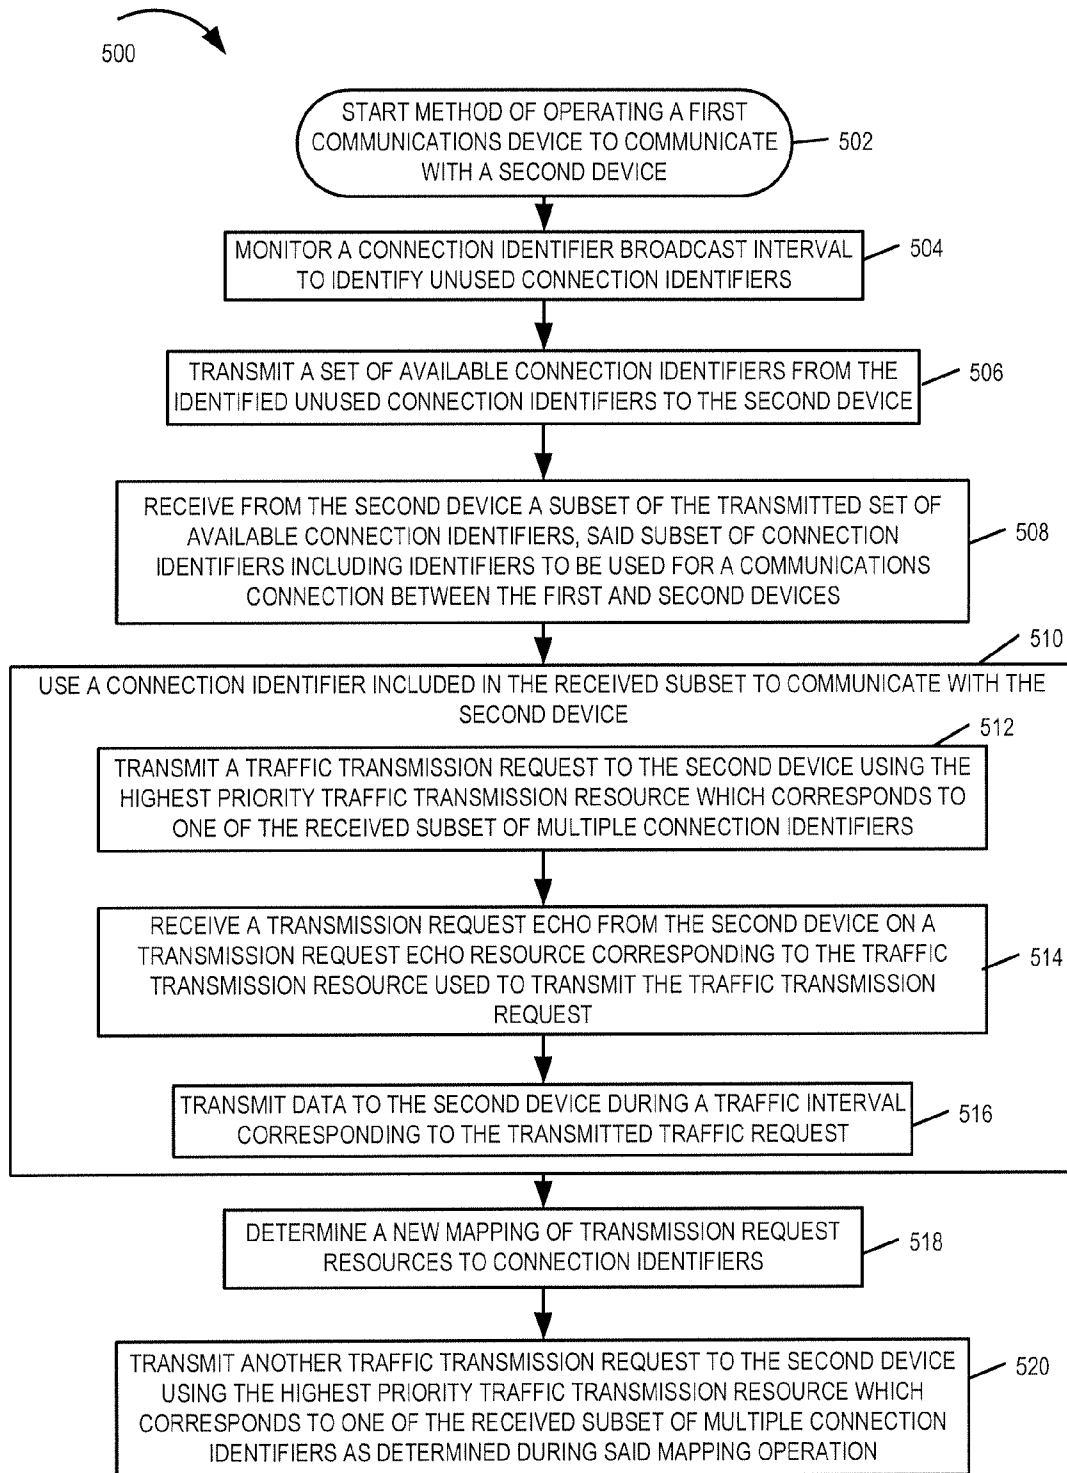 500
START METHOD OF OPERATING A FIRST
COMMUNICATIONS DEVICE TO COMMUNICATE
WITH A SECOND DEVICE
502
MONITOR A CONNECTION IDENTIFIER BROADCAST INTERVAL
TO IDENTIFY UNUSED CONNECTION IDENTIFIERS
504
TRANSMIT A SET OF AVAILABLE CONNECTION IDENTIFIERS FROM THE
IDENTIFIED UNUSED CONNECTION IDENTIFIERS TO THE SECOND DEVICE
506
RECEIVE FROM THE SECOND DEVICE A SUBSET OF THE TRANSMITTED SET OF
AVAILABLE CONNECTION IDENTIFIERS, SAID SUBSET OF CONNECTION
IDENTIFIERS INCLUDING IDENTIFIERS TO BE USED FOR A COMMUNICATIONS
CONNECTION BETWEEN THE FIRST AND SECOND DEVICES
508
510
USE A CONNECTION IDENTIFIER INCLUDED IN THE RECEIVED SUBSET TO COMMUNICATE WITH THE
SECOND DEVICE
512
TRANSMIT A TRAFFIC TRANSMISSION REQUEST TO THE SECOND DEVICE USING THE
HIGHEST PRIORITY TRAFFIC TRANSMISSION RESOURCE WHICH CORRESPONDS TO
ONE OF THE RECEIVED SUBSET OF MULTIPLE CONNECTION IDENTIFIERS
RECEIVE A TRANSMISSION REQUEST ECHO FROM THE SECOND DEVICE ON A
TRANSMISSION REQUEST ECHO RESOURCE CORRESPONDING TO THE TRAFFIC
TRANSMISSION RESOURCE USED TO TRANSMIT THE TRAFFIC TRANSMISSION
REQUEST
514
TRANSMIT DATA TO THE SECOND DEVICE DURING A TRAFFIC INTERVAL
CORRESPONDING TO THE TRANSMITTED TRAFFIC REQUEST
516
DETERMINE A NEW MAPPING OF TRANSMISSION REQUEST
RESOURCES TO CONNECTION IDENTIFIERS
518
TRANSMIT ANOTHER TRAFFIC TRANSMISSION REQUEST TO THE SECOND DEVICE
USING THE HIGHEST PRIORITY TRAFFIC TRANSMISSION RESOURCE WHICH
CORRESPONDS TO ONE OF THE RECEIVED SUBSET OF MULTIPLE CONNECTION
IDENTIFIERS AS DETERMINED DURING SAID MAPPING OPERATION
520